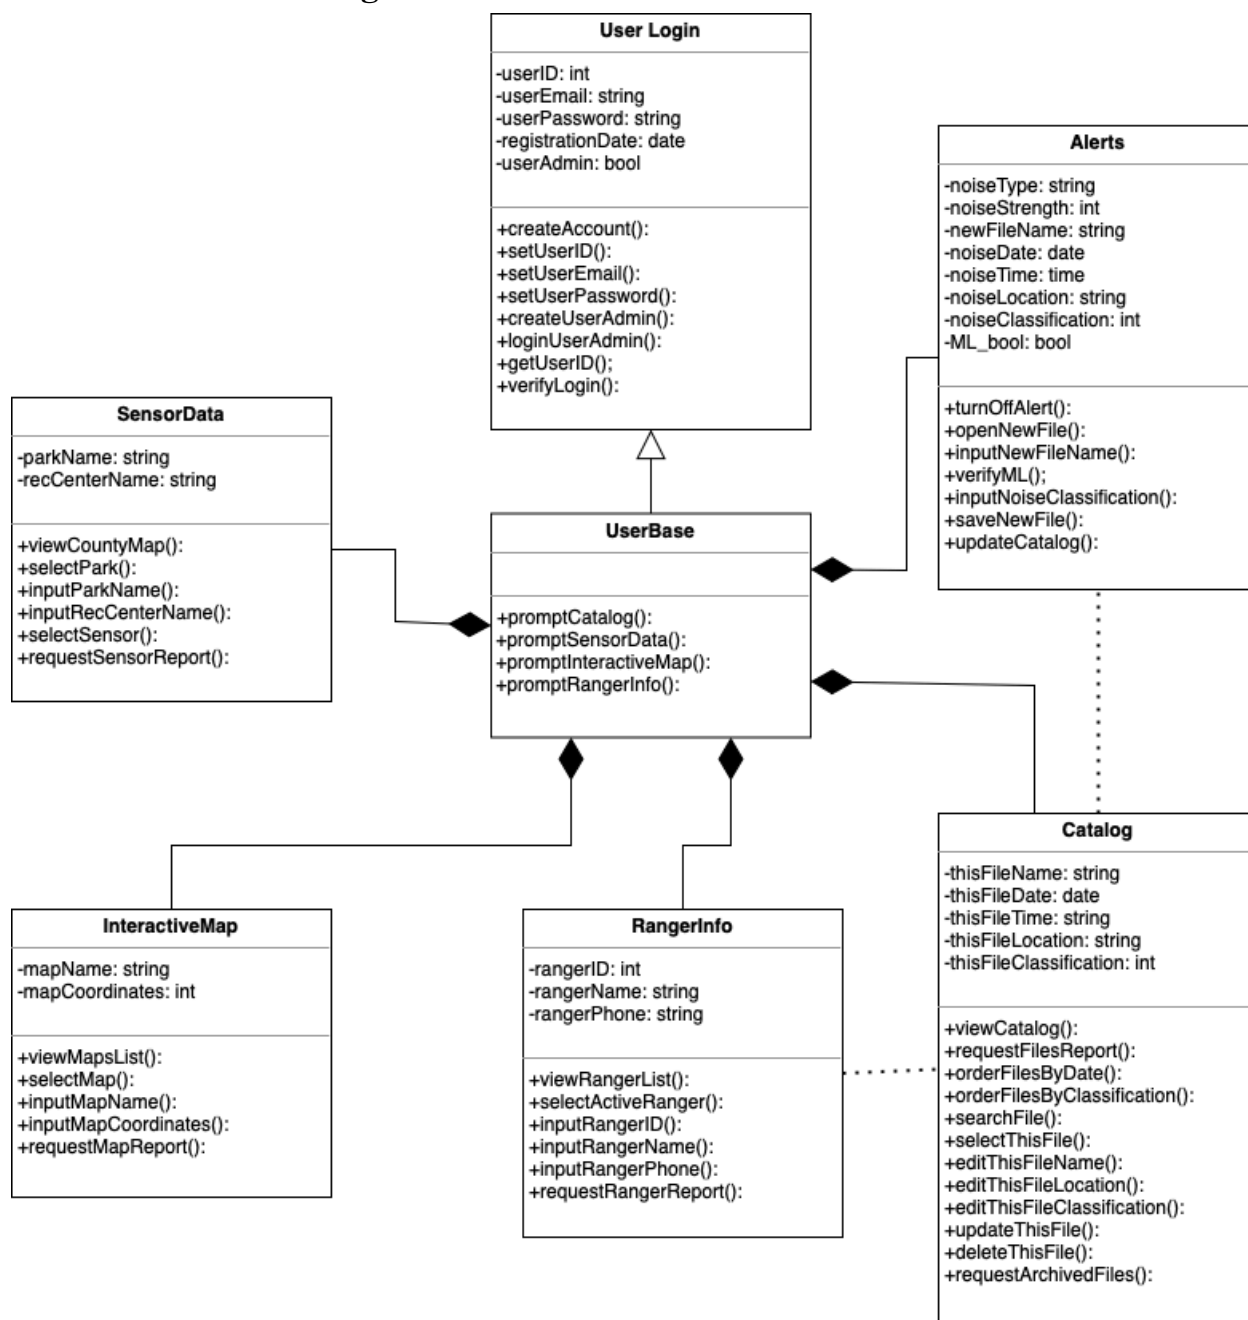 User Login
-userID: int
-userEmail: string
-userPassword: string
-registrationDate: date
-userAdmin: bool
+createAccount():
+setUserID():
+setUserEmail():
+setUserPassword():
+createUserAdmin():
+loginUserAdmin():
+getUserID();
+verifyLogin():
Alerts
-noiseType: string
-noiseStrength: int
-newFileName: string
-noiseDate: date
-noiseTime: time
-noiseLocation: string
-noiseClassification: int
-ML_bool: bool
+turnOffAlert():
+openNewFile():
+inputNewFileName():
+verifyML();
+inputNoiseClassification():
+saveNewFile():
+updateCatalog():
SensorData
-parkName: string
-recCenterName: string
+viewCountyMap():
+selectPark():
+inputParkName():
+inputRecCenterName():
+selectSensor():
+requestSensorReport():
UserBase
+promptCatalog():
+promptSensorData():
+promptInteractiveMap():
+promptRangerInfo():
InteractiveMap
-mapName: string
-mapCoordinates: int
+viewMapsList():
+selectMap():
+inputMapName():
+inputMapCoordinates():
+requestMapReport():
RangerInfo
-rangerID: int
-rangerName: string
-rangerPhone: string
+viewRangerList():
+selectActiveRanger():
+inputRangerID():
+inputRangerName():
+inputRangerPhone():
+requestRangerReport():
Catalog
-thisFileName: string
-thisFileDate: date
-thisFileTime: string
-thisFileLocation: string
-thisFileClassification: int
+viewCatalog():
+requestFilesReport():
+orderFilesByDate():
+orderFilesByClassification():
+searchFile():
+selectThisFile():
+editThisFileName():
+editThisFileLocation():
+editThisFileClassification():
+updateThisFile():
+deleteThisFile():
+requestArchivedFiles():